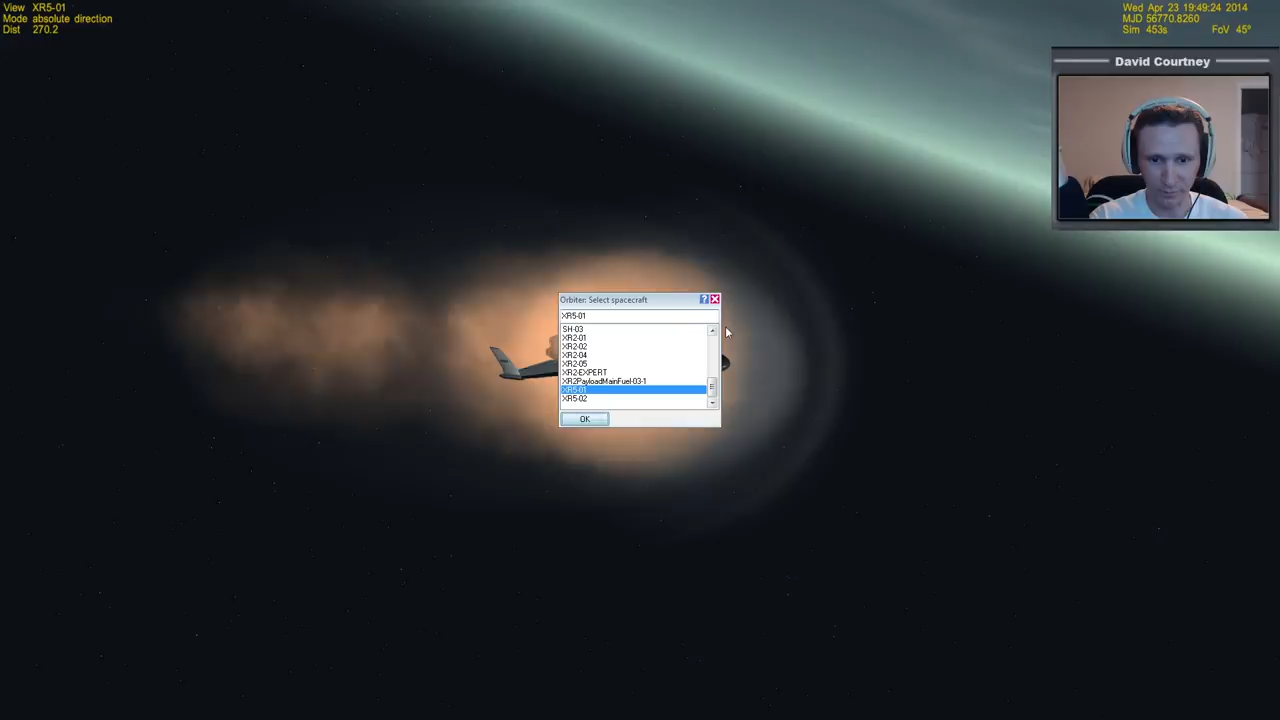 View XR5-01
Mode absolute direction
Dist 270.2
Wed Apr 23 19:49:24 2014
MJD 56770.8260
Sim 453s FoV 45°
David Courtney
Orbiter: Select spacecraft
XR5-01
SH-03
XR2-01
XR2-02
XR2-04
XR2-05
XR2-EXPERT
XR2PayloadMainFuel-03-1
XR5-01
XR5-02
OK